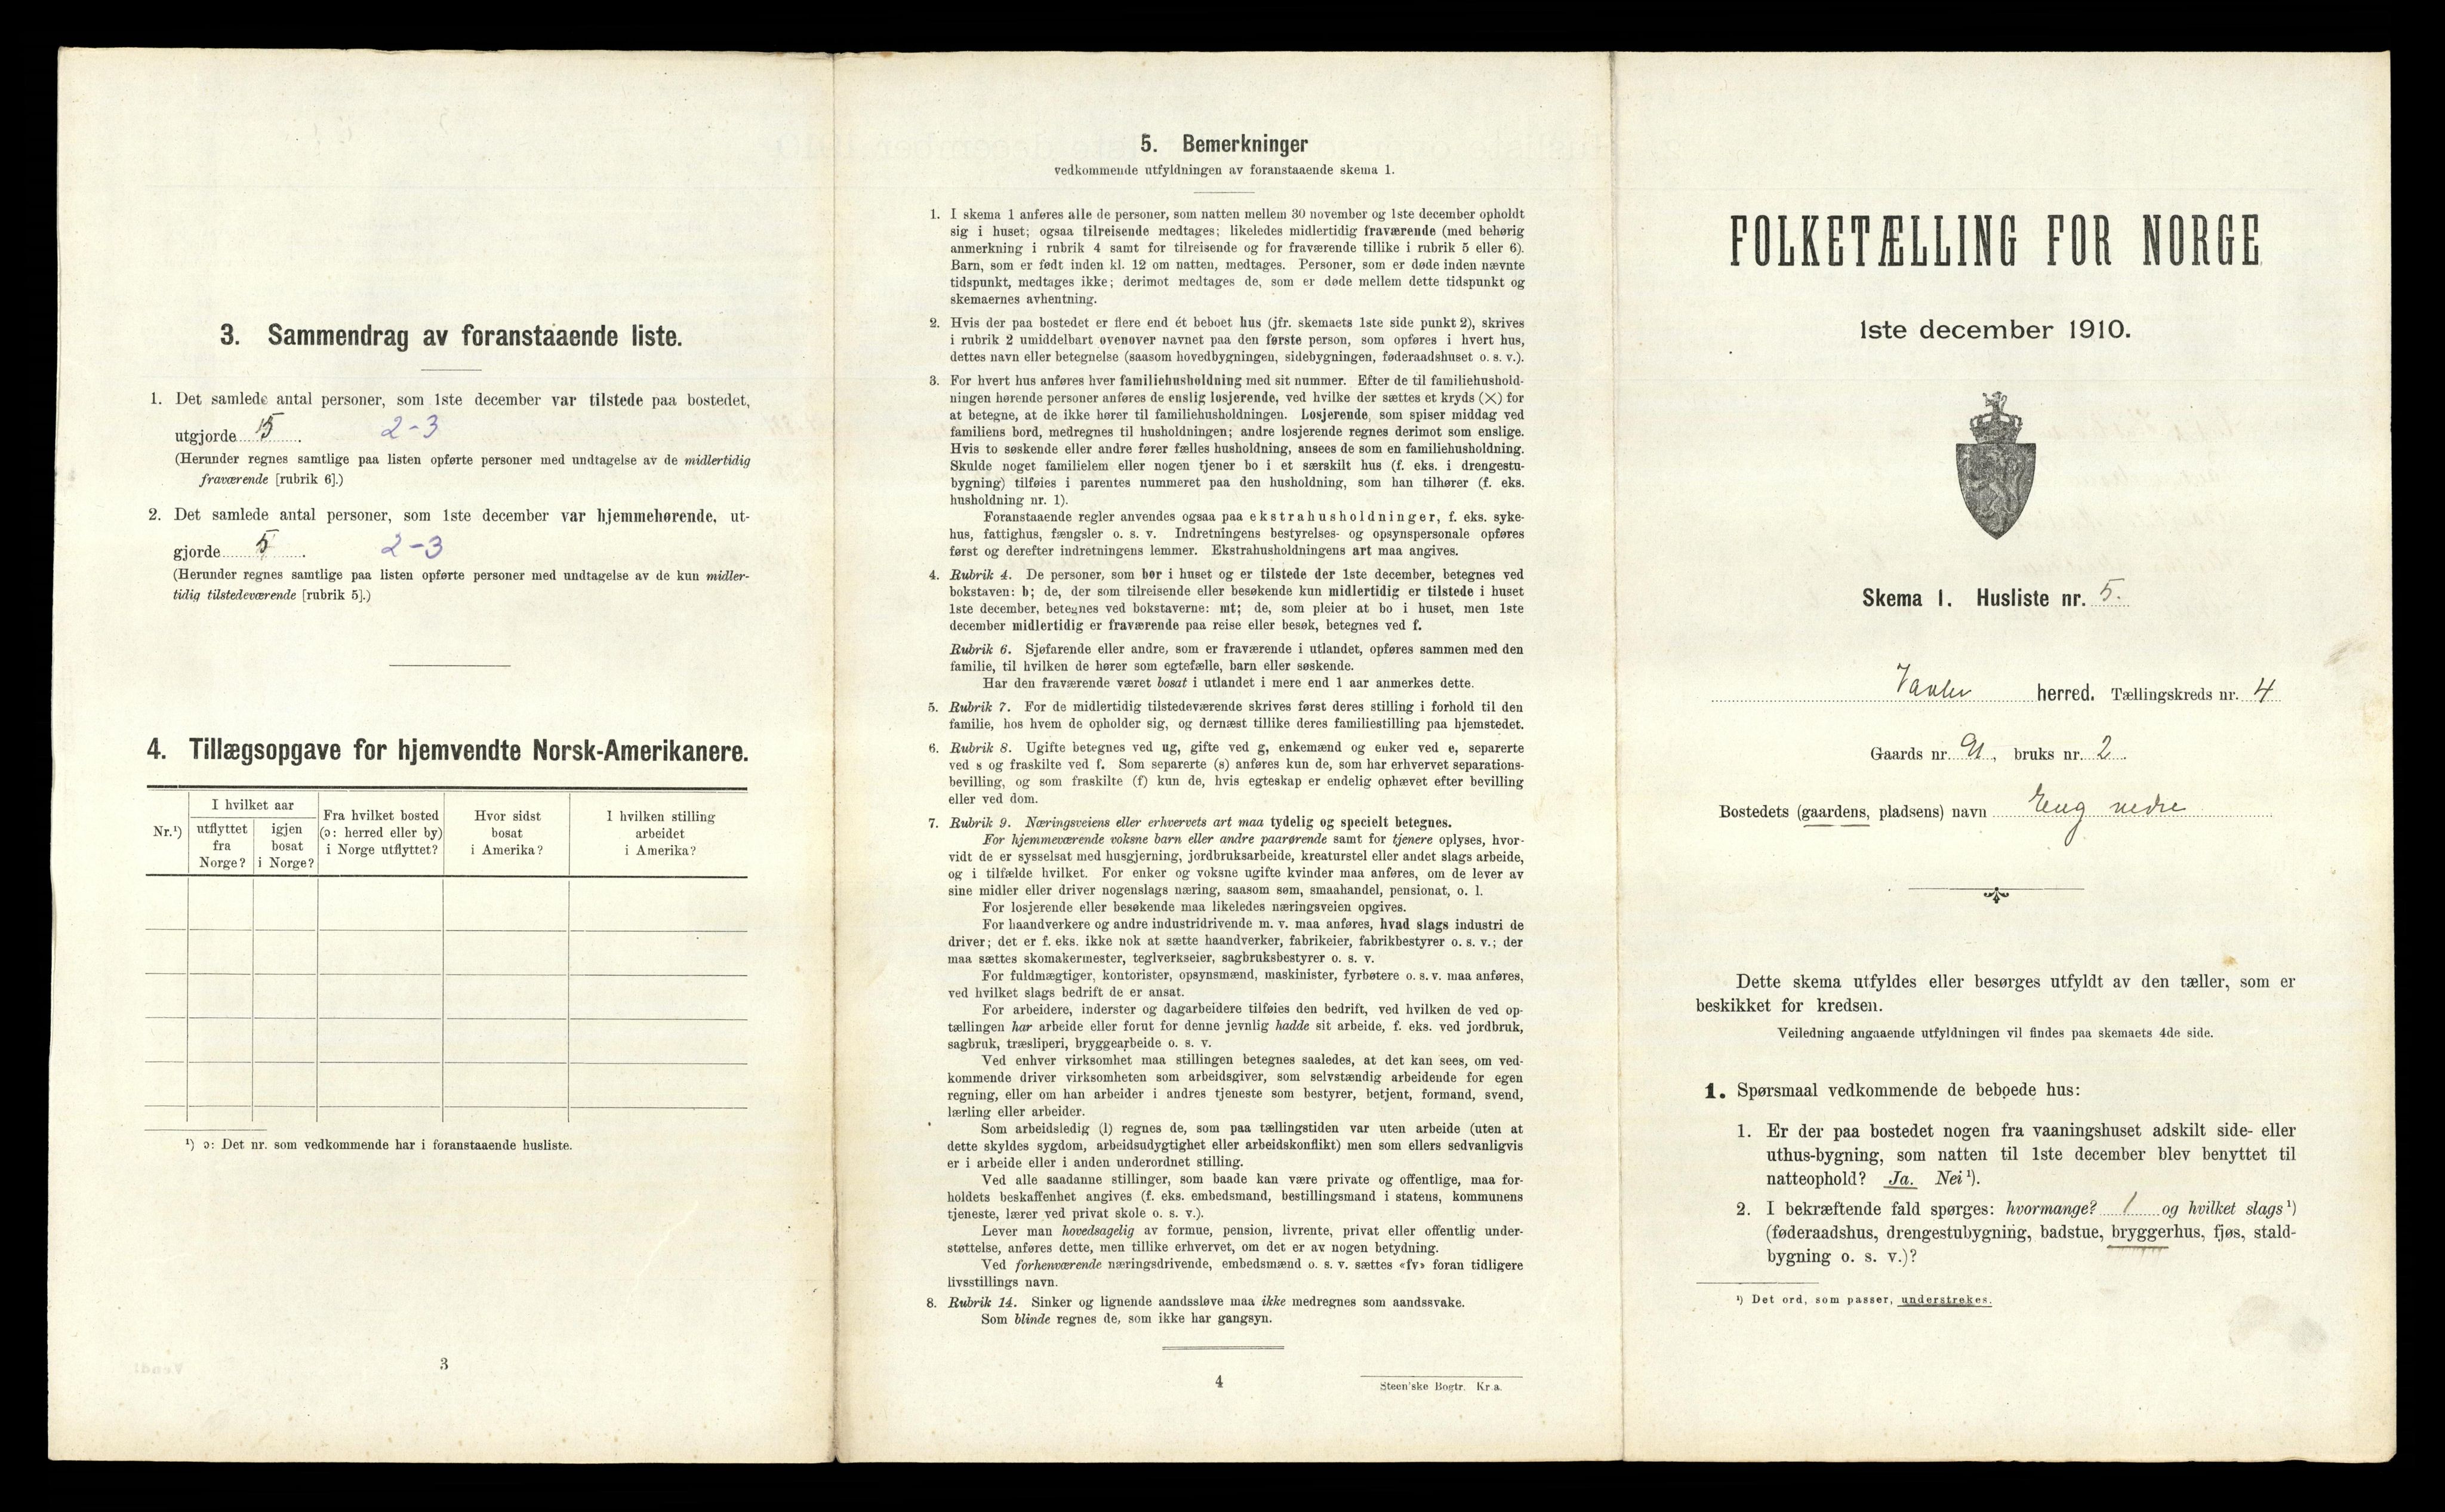 3. Sammendrag av foranstaaende liste.
1. Det samlede antal personer, som 1ste december var tilstede paa bostedet,
utgjorde 5. 2-3
(Herunder regnes samtlige paa listen opførte personer med undtagelse av de midlertidig
fraværende [rubrik 6].)
2. Det samlede antal personer, som 1ste december var hjemmehørende, ut-
gjorde 5. 2-3
(Herunder regnes samtlige paa listen opførte personer med undtagelse av de kun midler-
tidig tilstedeværende [rubrik 5].)
4. Tillægsopgave for hjemvendte Norsk-Amerikanere.
Nr.¹)
I hvilket aar
utflyttet fra Norge?
igjen bosat i Norge?
Fra hvilket bosted (ɔ: herred eller by) i Norge utflyttet?
Hvor sidst bosat i Amerika?
I hvilken stilling arbeidet i Amerika?
¹) ɔ: Det nr. som vedkommende har i foranstaaende husliste.
3
5. Bemerkninger
vedkommende utfyldningen av foranstaaende skema 1.
1. I skema 1 anføres alle de personer, som natten mellem 30 november og 1ste december opholdt
sig i huset; ogsaa tilreisende medtages; likeledes midlertidig fraværende (med behørig
anmerkning i rubrik 4 samt for tilreisende og for fraværende tillike i rubrik 5 eller 6).
Barn, som er født inden kl. 12 om natten, medtages. Personer, som er døde inden nævnte
tidspunkt, medtages ikke; derimot medtages de, som er døde mellem dette tidspunkt og
skemaernes avhentning.
2. Hvis der paa bostedet er flere end ét beboet hus (jfr. skemaets 1ste side punkt 2), skrives
i rubrik 2 umiddelbart ovenover navnet paa den første person, som opføres i hvert hus,
dettes navn eller betegnelse (saasom hovedbygningen, sidebygningen, føderaadshuset o. s. v.).
3. For hvert hus anføres hver familiehusholdning med sit nummer. Efter de til familiehushold-
ningen hørende personer anføres de enslig losjerende, ved hvilke der sættes et kryds (×) for
at betegne, at de ikke hører til familiehusholdningen. Losjerende, som spiser middag ved
familiens bord, medregnes til husholdningen; andre losjerende regnes derimot som enslige.
Hvis to søskende eller andre fører fælles husholdning, ansees de som en familiehusholdning.
Skulde noget familielem eller nogen tjener bo i et særskilt hus (f. eks. i drengestu-
bygning) tilføies i parentes nummeret paa den husholdning, som han tilhører (f. eks.
husholdning nr. 1).
Foranstaaende regler anvendes ogsaa paa ekstrahusholdninger, f. eks. syke-
hus, fattighus, fængsler o. s. v. Indretningens bestyrelses- og opsynspersonale opføres
først og derefter indretningens lemmer. Ekstrahusholdningens art maa angives.
4. Rubrik 4. De personer, som bor i huset og er tilstede der 1ste december, betegnes ved
bokstaven: b; de, der som tilreisende eller besøkende kun midlertidig er tilstede i huset
1ste december, betegnes ved bokstaverne: mt; de, som pleier at bo i huset, men 1ste
december midlertidig er fraværende paa reise eller besøk, betegnes ved f.
Rubrik 6. Sjøfarende eller andre, som er fraværende i utlandet, opføres sammen med den
familie, til hvilken de hører som egtefælle, barn eller søskende.
Har den fraværende været bosat i utlandet i mere end 1 aar anmerkes dette.
5. Rubrik 7. For de midlertidig tilstedeværende skrives først deres stilling i forhold til den
familie, hos hvem de opholder sig, og dernæst tillike deres familiestilling paa hjemstedet.
6. Rubrik 8. Ugifte betegnes ved ug, gifte ved g, enkemænd og enker ved e, separerte
ved s og fraskilte ved f. Som separerte (s) anføres kun de, som har erhvervet separations-
bevilling, og som fraskilte (f) kun de, hvis egteskap er endelig ophævet efter bevilling
eller ved dom.
7. Rubrik 9. Næringsveiens eller erhvervets art maa tydelig og specielt betegnes.
For hjemmeværende voksne barn eller andre paarørende samt for tjenere oplyses, hvor-
vidt de er sysselsat med husgjerning, jordbruksarbeide, kreaturstel eller andet slags arbeide,
og i tilfælde hvilket. For enker og voksne ugifte kvinder maa anføres, om de lever av
sine midler eller driver nogenslags næring, saasom søm, smaahandel, pensionat, o. l.
For losjerende eller besøkende maa likeledes næringsveien opgives.
For haandverkere og andre industridrivende m. v. maa anføres, hvad slags industri de
driver; det er f. eks. ikke nok at sætte haandverker, fabrikeier, fabrikbestyrer o. s. v.; der
maa sættes skomakermester, teglverkseier, sagbruksbestyrer o. s. v.
For fuldmægtiger, kontorister, opsynsmænd, maskinister, fyrbøtere o. s. v. maa anføres,
ved hvilket slags bedrift de er ansat.
For arbeidere, inderster og dagarbeidere tilføies den bedrift, ved hvilken de ved op-
tællingen har arbeide eller forut for denne jevnlig hadde sit arbeide, f. eks. ved jordbruk,
sagbruk, træsliperi, bryggearbeide o. s. v.
Ved enhver virksomhet maa stillingen betegnes saaledes, at det kan sees, om ved-
kommende driver virksomheten som arbeidsgiver, som selvstændig arbeidende for egen
regning, eller om han arbeider i andres tjeneste som bestyrer, betjent, formand, svend,
lærling eller arbeider.
Som arbeidsledig (l) regnes de, som paa tællingstiden var uten arbeide (uten at
dette skyldes sygdom, arbeidsudygtighet eller arbeidskonflikt) men som ellers sedvanligvis
er i arbeide eller i anden underordnet stilling.
Ved alle saadanne stillinger, som baade kan være private og offentlige, maa for-
holdets beskaffenhet angives (f. eks. embedsmand, bestillingsmand i statens, kommunens
tjeneste, lærer ved privat skole o. s. v.).
Lever man hovedsagelig av formue, pension, livrente, privat eller offentlig under-
støttelse, anføres dette, men tillike erhvervet, om det er av nogen betydning.
Ved forhenværende næringsdrivende, embedsmænd o. s. v. sættes «fv» foran tidligere
livsstillings navn.
8. Rubrik 14. Sinker og lignende aandssløve maa ikke medregnes som aandssvake.
Som blinde regnes de, som ikke har gangsyn.
4
Steen'ske Bogtr. Kr.a.
FOLKETÆLLING FOR NORGE
1ste december 1910.
Skema 1. Husliste nr. 5.
Vaaler herred. Tællingskreds nr. 4
Gaards nr. 91, bruks nr. 2.
Bostedets (gaardens, pladsens) navn Eng nedre
Dette skema utfyldes eller besørges utfyldt av den tæller, som er
beskikket for kredsen.
Veiledning angaaende utfyldningen vil findes paa skemaets 4de side.
1. Spørsmaal vedkommende de beboede hus:
1. Er der paa bostedet nogen fra vaaningshuset adskilt side- eller
uthus-bygning, som natten til 1ste december blev benyttet til
natteophold? Ja. Nei¹).
2. I bekræftende fald spørges: hvormange? 1 og hvilket slags¹)
(føderaadshus, drengestubygning, badstue, bryggerhus, fjøs, stald-
bygning o. s. v.)?
¹) Det ord, som passer, understrekes.